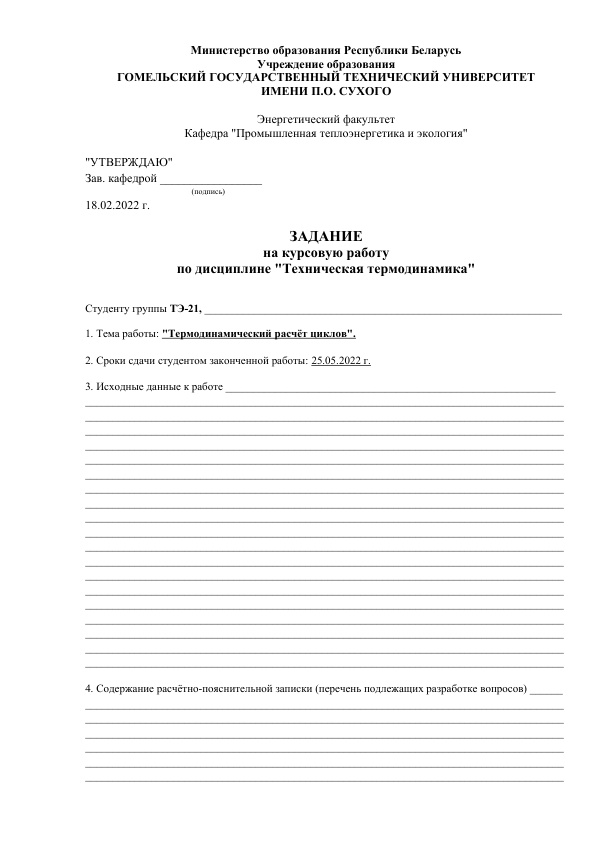 Министерство образования Республики Беларусь
Учреждение образования
ГОМЕЛЬСКИЙ ГОСУДАРСТВЕННЫЙ ТЕХНИЧЕСКИЙ УНИВЕРСИТЕТ
ИМЕНИ П.О. СУХОГО
Энергетический факультет
Кафедра "Промышленная теплоэнергетика и экология"
"УТВЕРЖДАЮ"
Зав. кафедрой _________________
(подпись)
18.02.2022 г.
ЗАДАНИЕ
на курсовую работу
по дисциплине "Техническая термодинамика"
Студенту группы ТЭ-21, ____________________
1. Тема работы: "Термодинамический расчёт циклов".
2. Сроки сдачи студентом законченной работы: 25.05.2022 г.
3. Исходные данные к работе ____________________
4. Содержание расчётно-пояснительной записки (перечень подлежащих разработке вопросов) ______